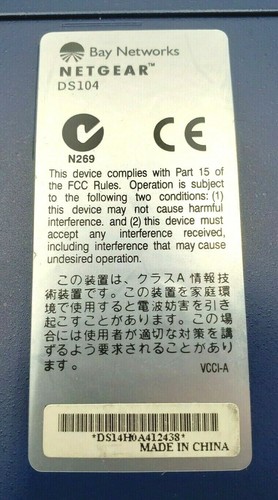 Bay Networks
NETGEAR™
DS104
N269
This device complies with Part 15
of the FCC Rules. Operation is subject
to the following two conditions: (1)
this device may not cause harmful
interference. and (2) this device must
accept any interference received,
including interference that may cause
undesired operation.
この装置は、クラスA情報技
術装置です。この装置を家庭環
境で使用すると電波妨害を引き
起こすことがあります。この場
合には使用者が適切な対策を講
ずるよう要求されることがありま
す。
VCCI-A
*DS14H0A412438*
MADE IN CHINA